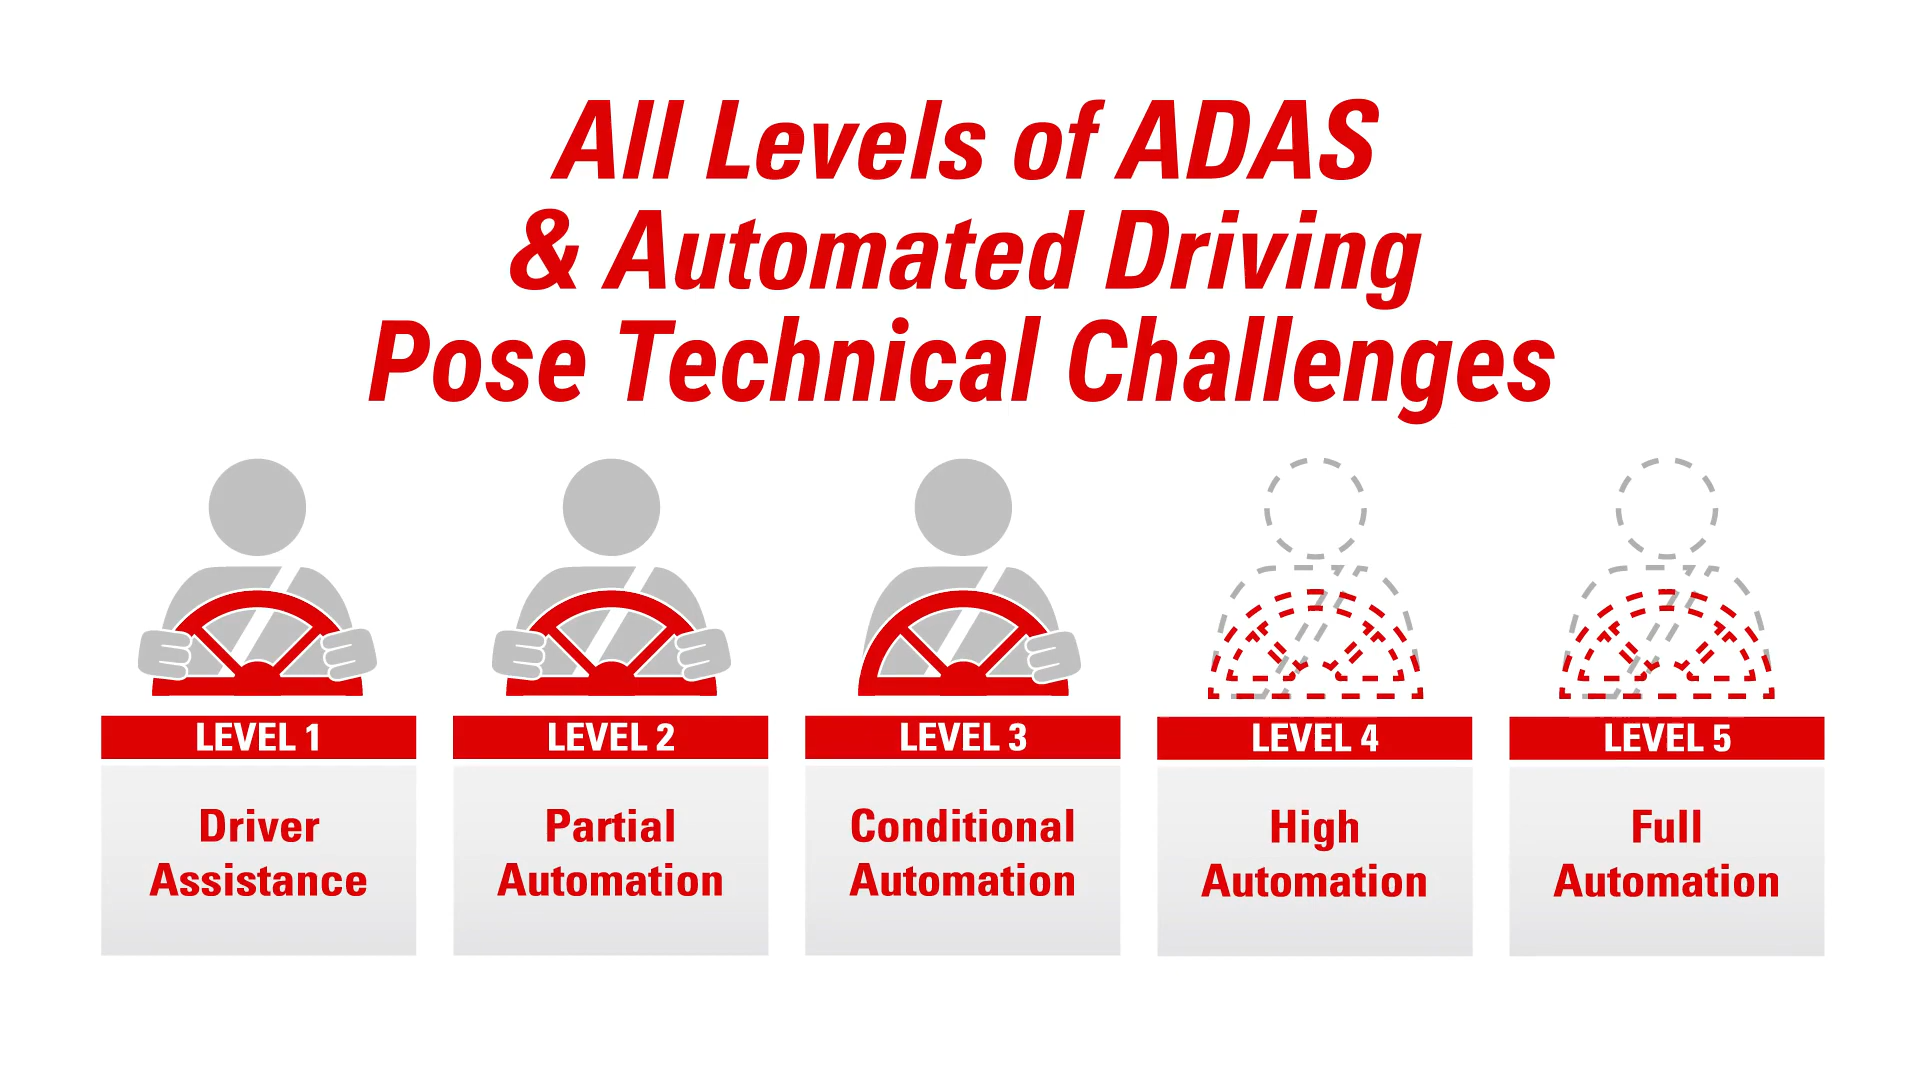 All Levels of ADAS
& Automated Driving
Pose Technical Challenges
LEVEL 1
Driver
Assistance
LEVEL 2
Partial
Automation
LEVEL 3
Conditional
Automation
LEVEL 4
High
Automation
LEVEL 5
Full
Automation